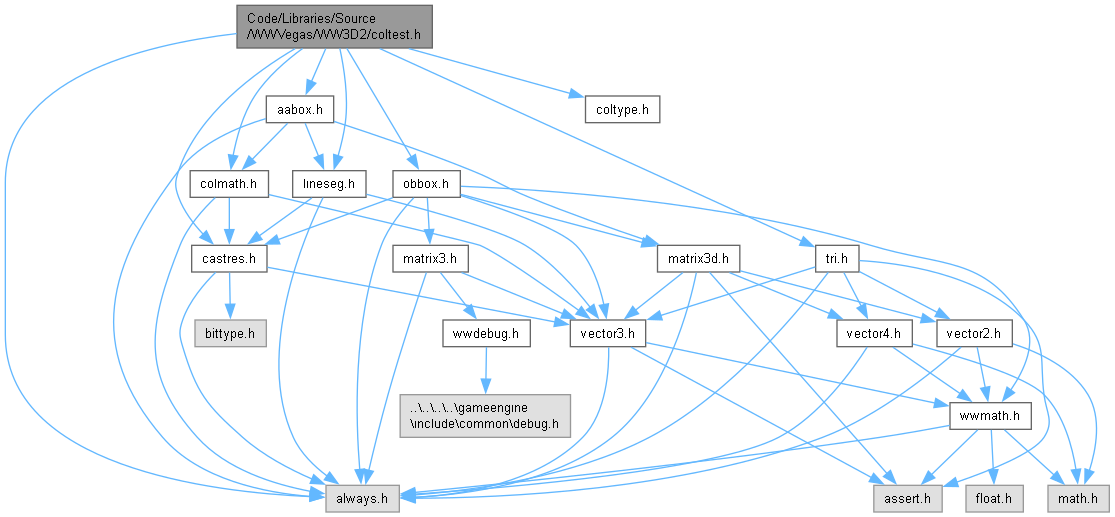 Code/Libraries/Source
/WWVegas/WW3D2/coltest.h
aabox.h
coltype.h
colmath.h
lineseg.h
obbox.h
castres.h
matrix3.h
matrix3d.h
tri.h
bittype.h
wwdebug.h
vector3.h
vector4.h
vector2.h
..\..\..\..\gameengine
\include\common\debug.h
wwmath.h
always.h
assert.h
float.h
math.h